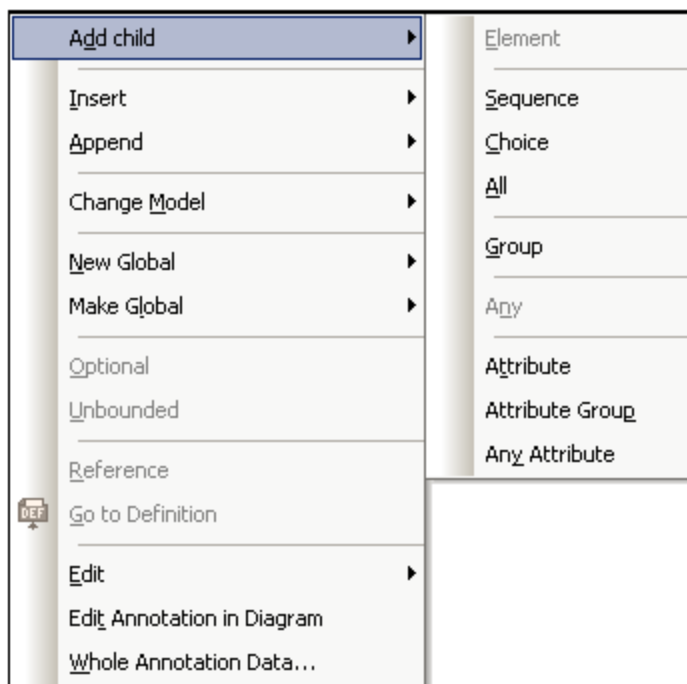 Add child
Insert
Append
Change Model
New Global
Make Global
Optional
Unbounded
Reference
DEF
Go to Definition
Edit
Edit Annotation in Diagram
Whole Annotation Data...
Element
Sequence
Choice
All
Group
Any
Attribute
Attribute Group
Any Attribute